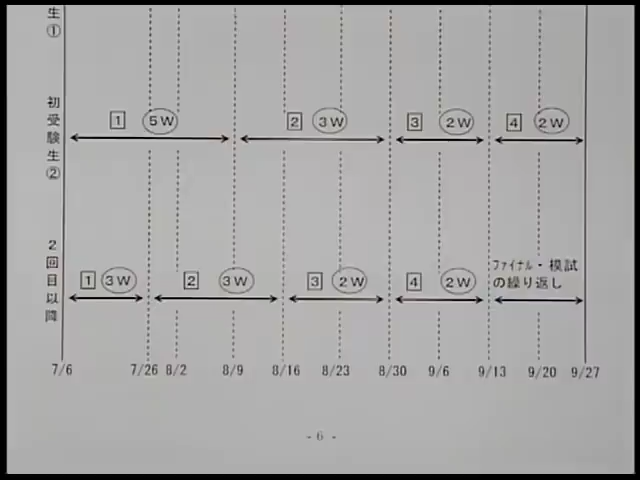 生①
初受験生②
1 5W 2 3W 3 2W 4 2W
2回目以降
1 3W 2 3W 3 2W 4 2W ファイナル・模試の繰り返し
7/6 7/26 8/2 8/9 8/16 8/23 8/30 9/6 9/13 9/20 9/27
- 6 -